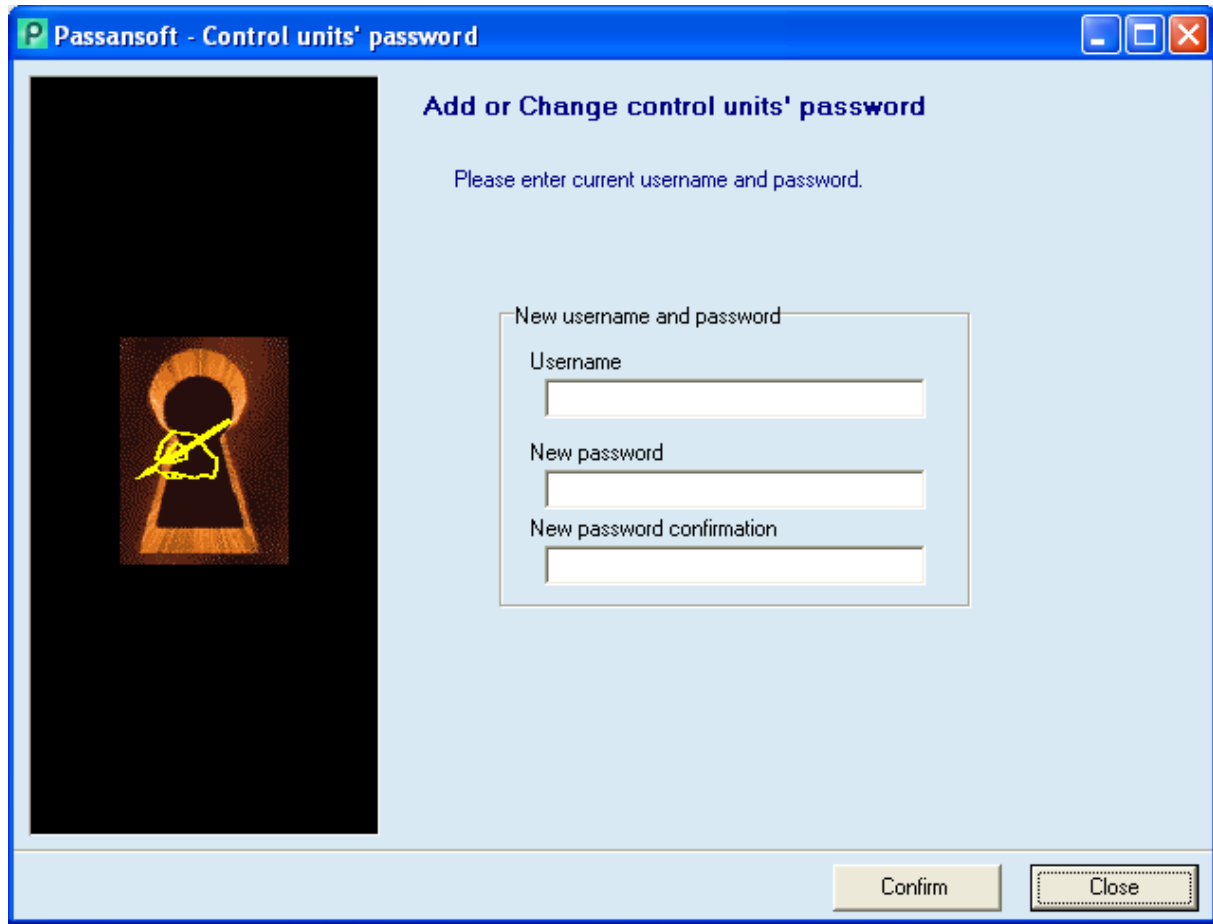 P Passansoft - Control units' password
Add or Change control units' password
Please enter current username and password.
New username and password
Username
New password
New password confirmation
Confirm Close